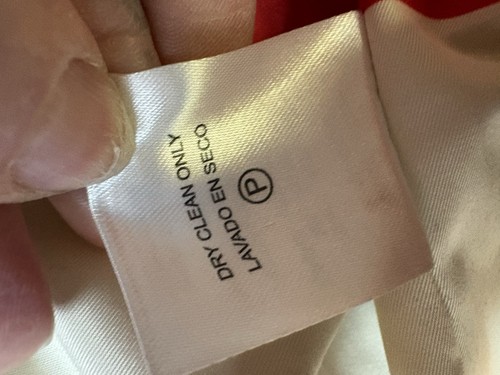 DRY CLEAN ONLY
LAVADO EN SECO
Ⓟ